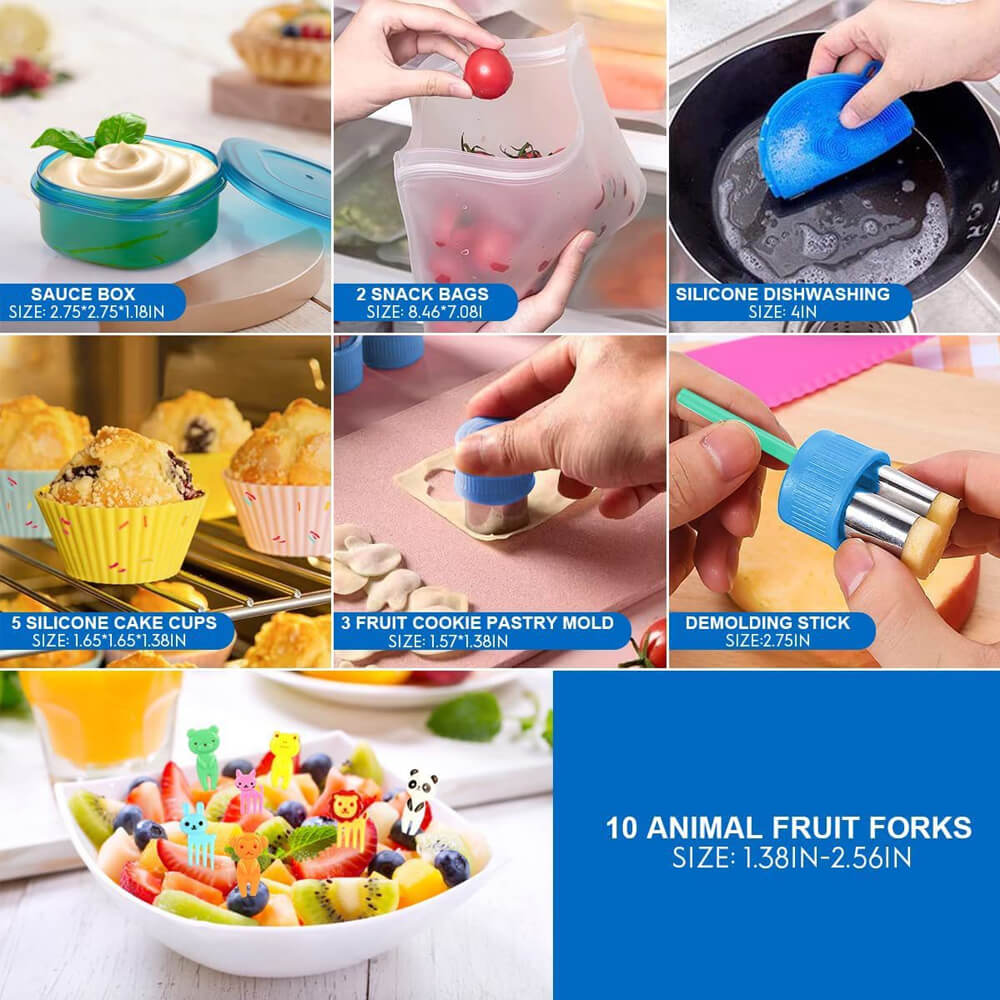 SAUCE BOX
SIZE: 2.75*2.75*1.18IN
2 SNACK BAGS
SIZE: 8.46*7.08I
SILICONE DISHWASHING
SIZE: 4IN
5 SILICONE CAKE CUPS
SIZE: 1.65*1.65*1.38IN
3 FRUIT COOKIE PASTRY MOLD
SIZE: 1.57*1.38IN
DEMOLDING STICK
SIZE:2.75IN
10 ANIMAL FRUIT FORKS
SIZE: 1.38IN-2.56IN